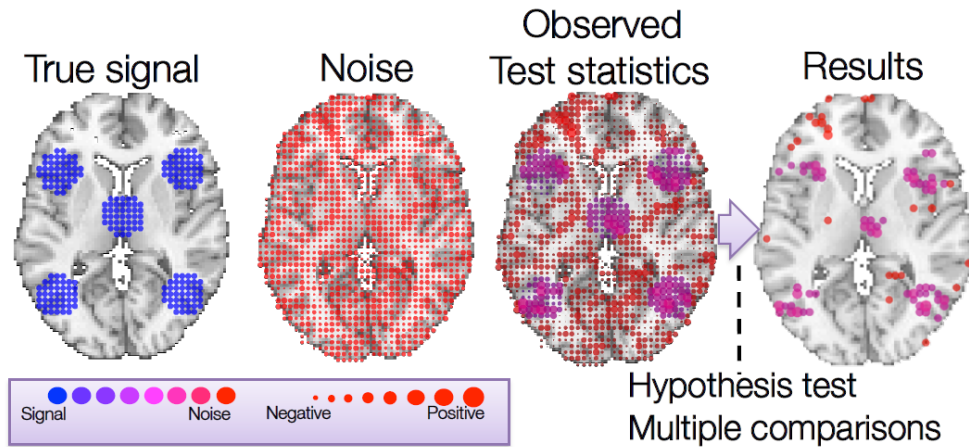 True signal
Noise
Observed
Test statistics
Results
Signal
Noise
Negative
Positive
Hypothesis test
Multiple comparisons